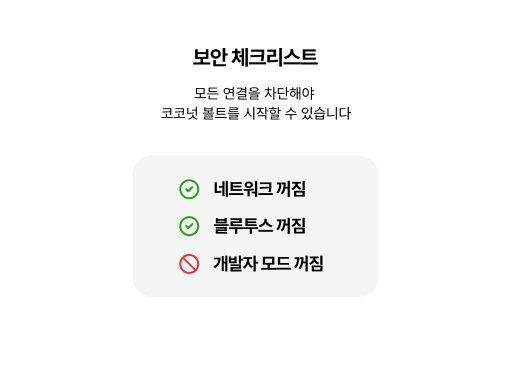 보안 체크리스트
모든 연결을 차단해야
코코넛 볼트를 시작할 수 있습니다
네트워크 꺼짐
블루투스 꺼짐
개발자 모드 꺼짐